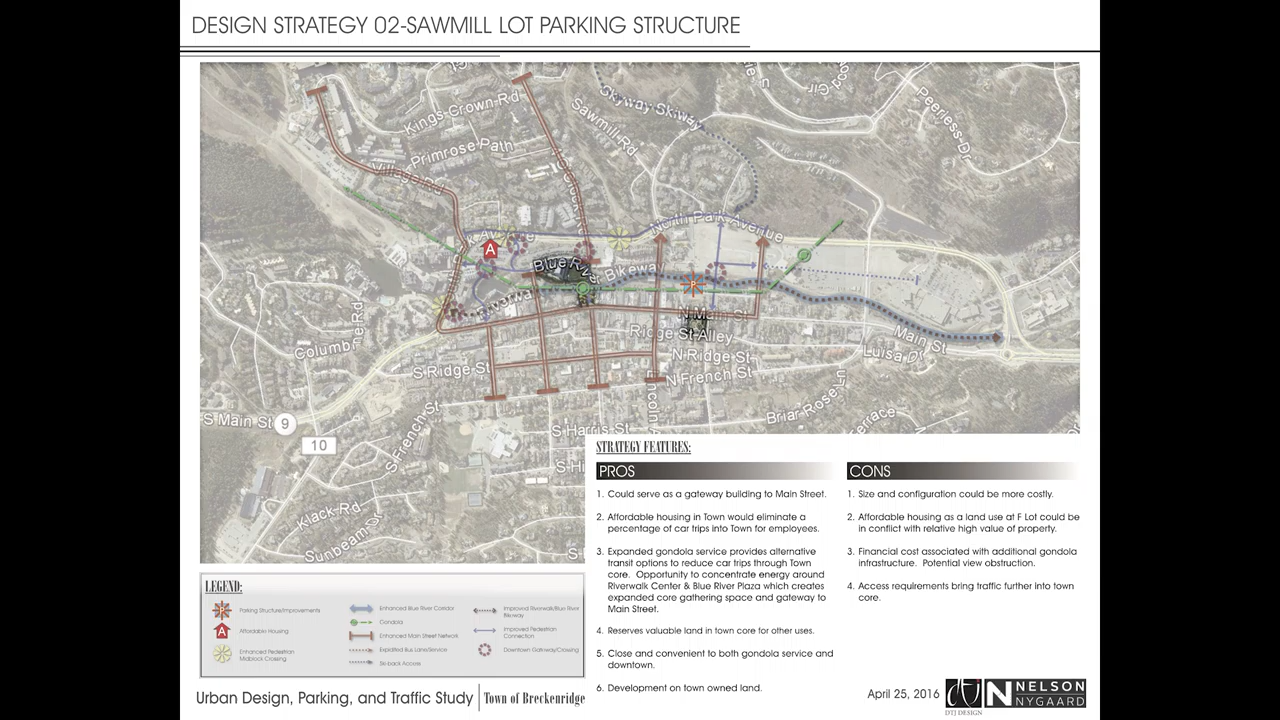 DESIGN STRATEGY 02-SAWMILL LOT PARKING STRUCTURE
Skyway Skiway
Kings Crown Rd
Sawmill Rd
Peerless Dr
Primrose Path
Village Rd
North Park Avenue
A
Blue River
Bikeway
P
N Main St
Ridge St Alley
Main St
Columbine Rd
N Ridge St
Luisa Dr
S Ridge St
N French St
Lincoln
Briar Rose
Terrace
S Main St
9
S French St
S Harris St
10
S Hi
Klack Rd
Sunbeam Dr
S
STRATEGY FEATURES:
PROS
1. Could serve as a gateway building to Main Street.
2. Affordable housing in Town would eliminate a
percentage of car trips into Town for employees.
3. Expanded gondola service provides alternative
transit options to reduce car trips through Town
core. Opportunity to concentrate energy around
Riverwalk Center & Blue River Plaza which creates
expanded core gathering space and gateway to
Main Street.
4. Reserves valuable land in town core for other uses.
5. Close and convenient to both gondola service and
downtown.
6. Development on town owned land.
CONS
1. Size and configuration could be more costly.
2. Affordable housing as a land use at F Lot could be
in conflict with relative high value of property.
3. Financial cost associated with additional gondola
infrastructure. Potential view obstruction.
4. Access requirements bring traffic further into town
core.
LEGEND:
P Parking Structure/Improvements
A Affordable Housing
Enhanced Pedestrian
Midblock Crossing
Enhanced Blue River Corridor
Gondola
Enhanced Main Street Network
Expedited Bus Lane/Service
Ski-back Access
Improved Riverwalk/Blue River
Bikeway
Improved Pedestrian
Connection
Downtown Gateway/Crossing
Urban Design, Parking, and Traffic Study | Town of Breckenridge
April 25, 2016
DTJ DESIGN
N NELSON
NYGAARD